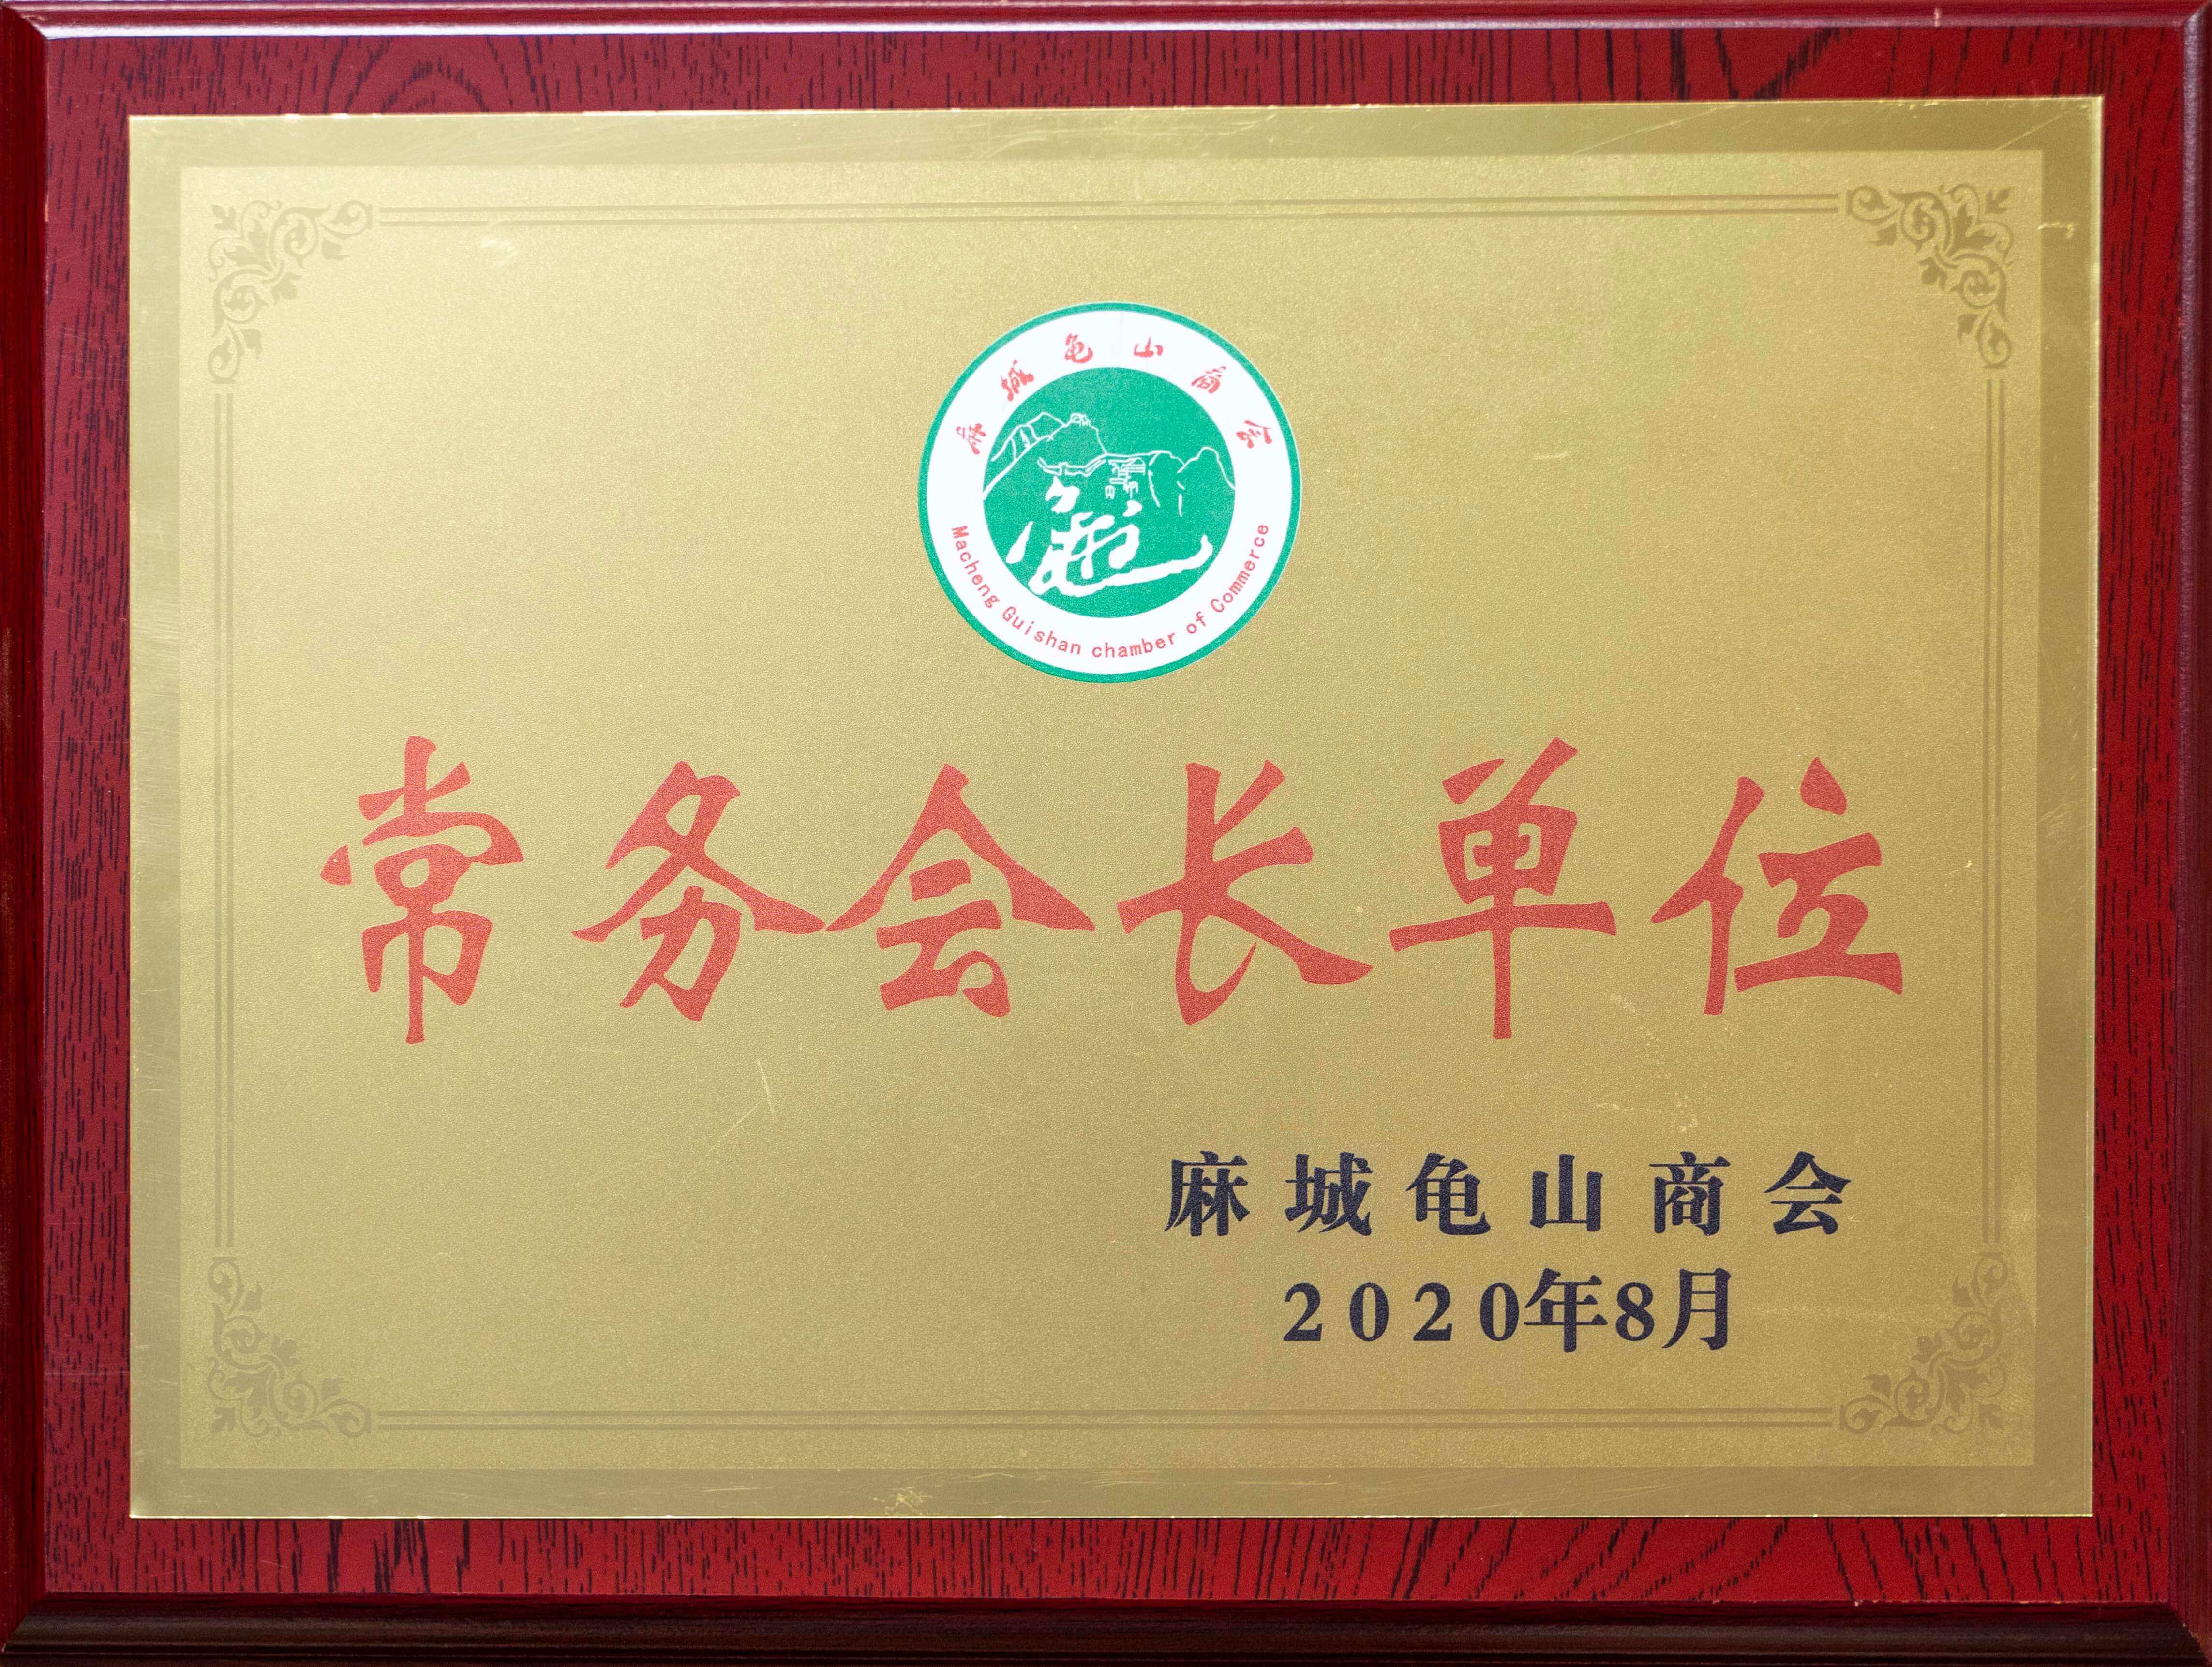 麻城龟山商会
Macheng Guishan chamber of Commerce
常务会长单位
麻城龟山商会
2020年8月